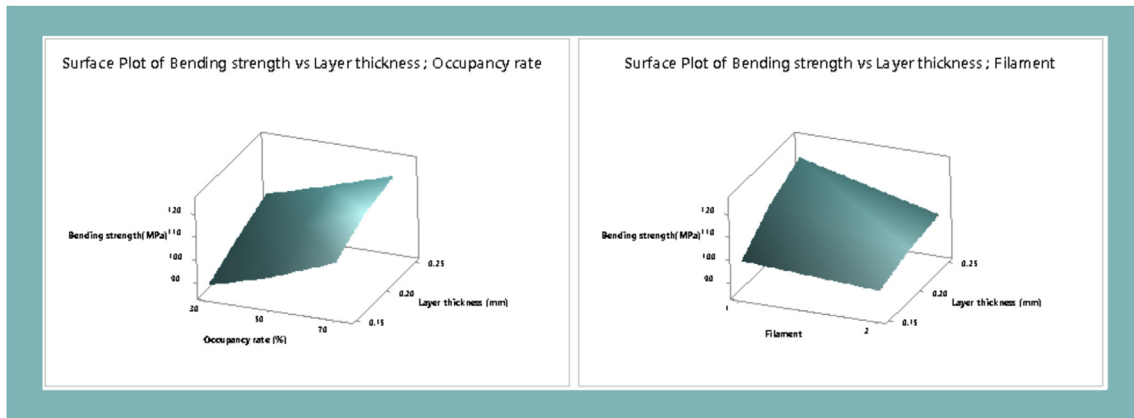 Surface Plot of Bending strength vs Layer thickness ; Occupancy rate
120
Bending strength(MPa) 110
100
90
0.25
0.20
Layer thickness (mm)
0.15
20
50
70
Occupancy rate (%)
Surface Plot of Bending strength vs Layer thickness ; Filament
120
Bending strength(MPa) 110
100
90
0.25
0.20
Layer thickness (mm)
0.15
1
2
Filament